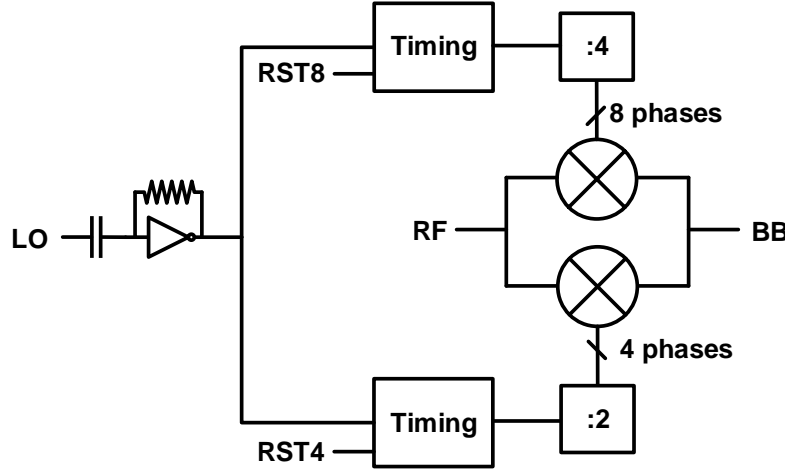 Timing
:4
RST8
8 phases
LO
RF
BB
4 phases
Timing
:2
RST4